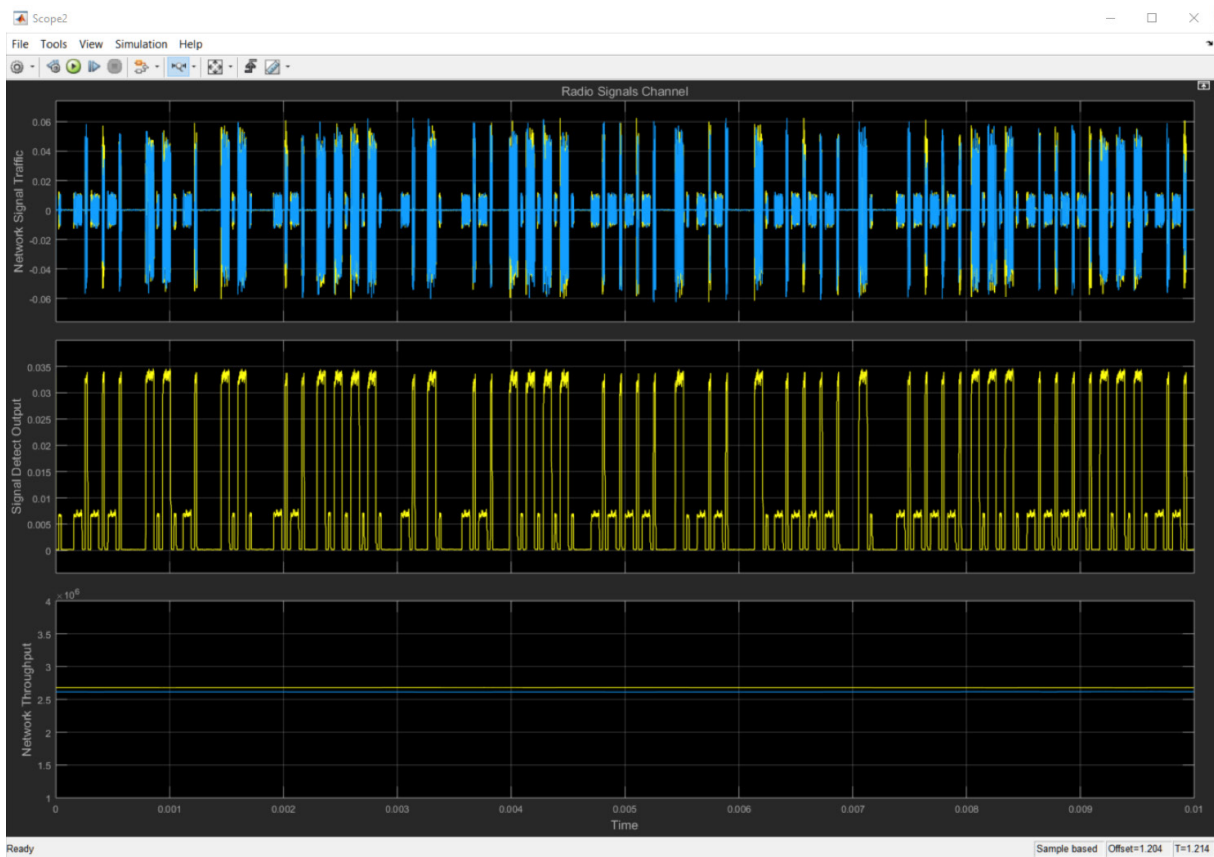 Scope2
File Tools View Simulation Help
Radio Signals Channel
Network Signal Traffic
0.06
0.04
0.02
0
-0.02
-0.04
-0.06
Signal Detect Output
0.035
0.03
0.025
0.02
0.015
0.01
0.005
0
×10⁶
Network Throughput
4
3.5
3
2.5
2
1.5
1
0 0.001 0.002 0.003 0.004 0.005 0.006 0.007 0.008 0.009 0.01
Time
Ready Sample based Offset=1.204 T=1.214